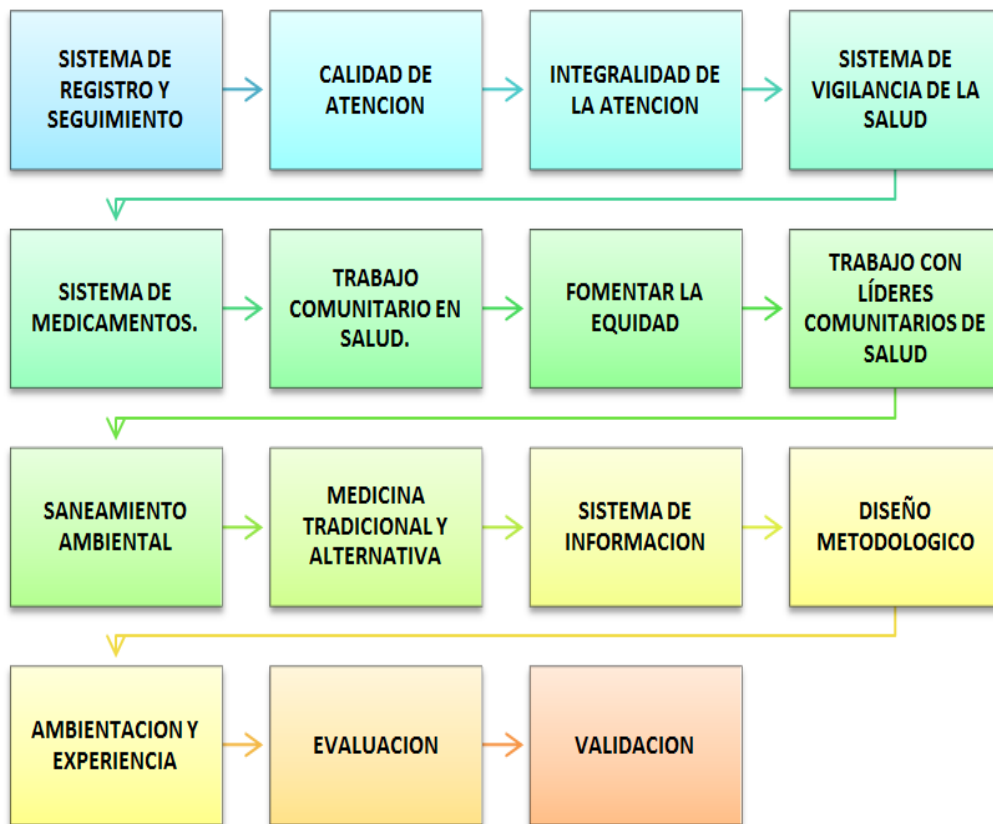 SISTEMA DE
REGISTRO Y
SEGUIMIENTO
CALIDAD DE
ATENCION
INTEGRALIDAD DE
LA ATENCION
SISTEMA DE
VIGILANCIA DE LA
SALUD
SISTEMA DE
MEDICAMENTOS.
TRABAJO
COMUNITARIO EN
SALUD.
FOMENTAR LA
EQUIDAD
TRABAJO CON
LÍDERES
COMUNITARIOS DE
SALUD
SANEAMIENTO
AMBIENTAL
MEDICINA
TRADICIONAL Y
ALTERNATIVA
SISTEMA DE
INFORMACION
DISEÑO
METODOLOGICO
AMBIENTACION Y
EXPERIENCIA
EVALUACION
VALIDACION